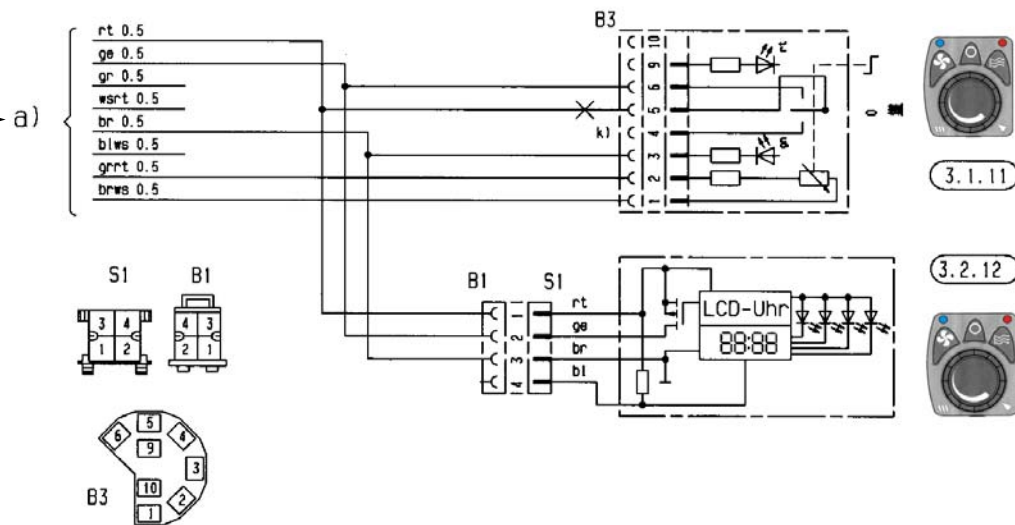 rt 0.5
ge 0.5
gr 0.5
wsrt 0.5
a)
br 0.5
blws 0.5
grrt 0.5
brws 0.5
B3
10
9
6
5
k)
4
3
2
1
0
3.1.11
3.2.12
S1
B1
3 4
1 2
4 3
2 1
B1
S1
1
2
3
4
rt
ge
br
bl
LCD-Uhr
88:88
B3
5
6
4
9
3
10
2
1